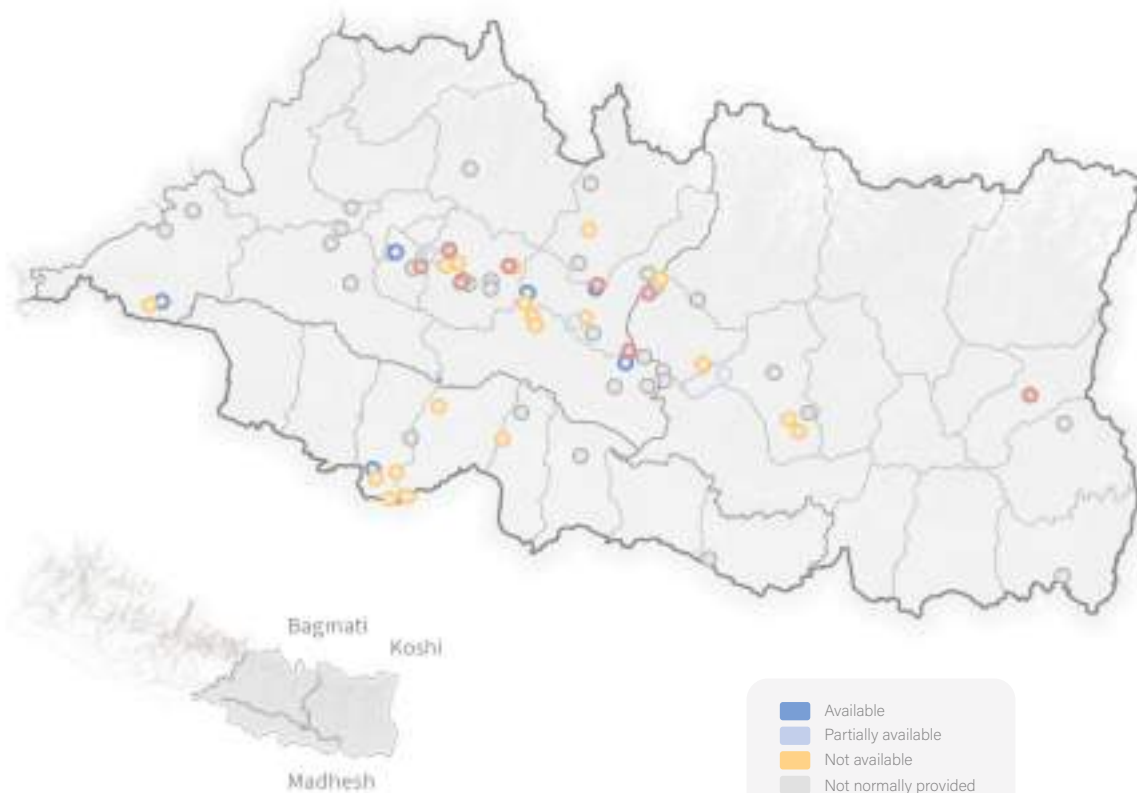 Bagmati
Koshi
Madhesh
Available
Partially available
Not available
Not normally provided